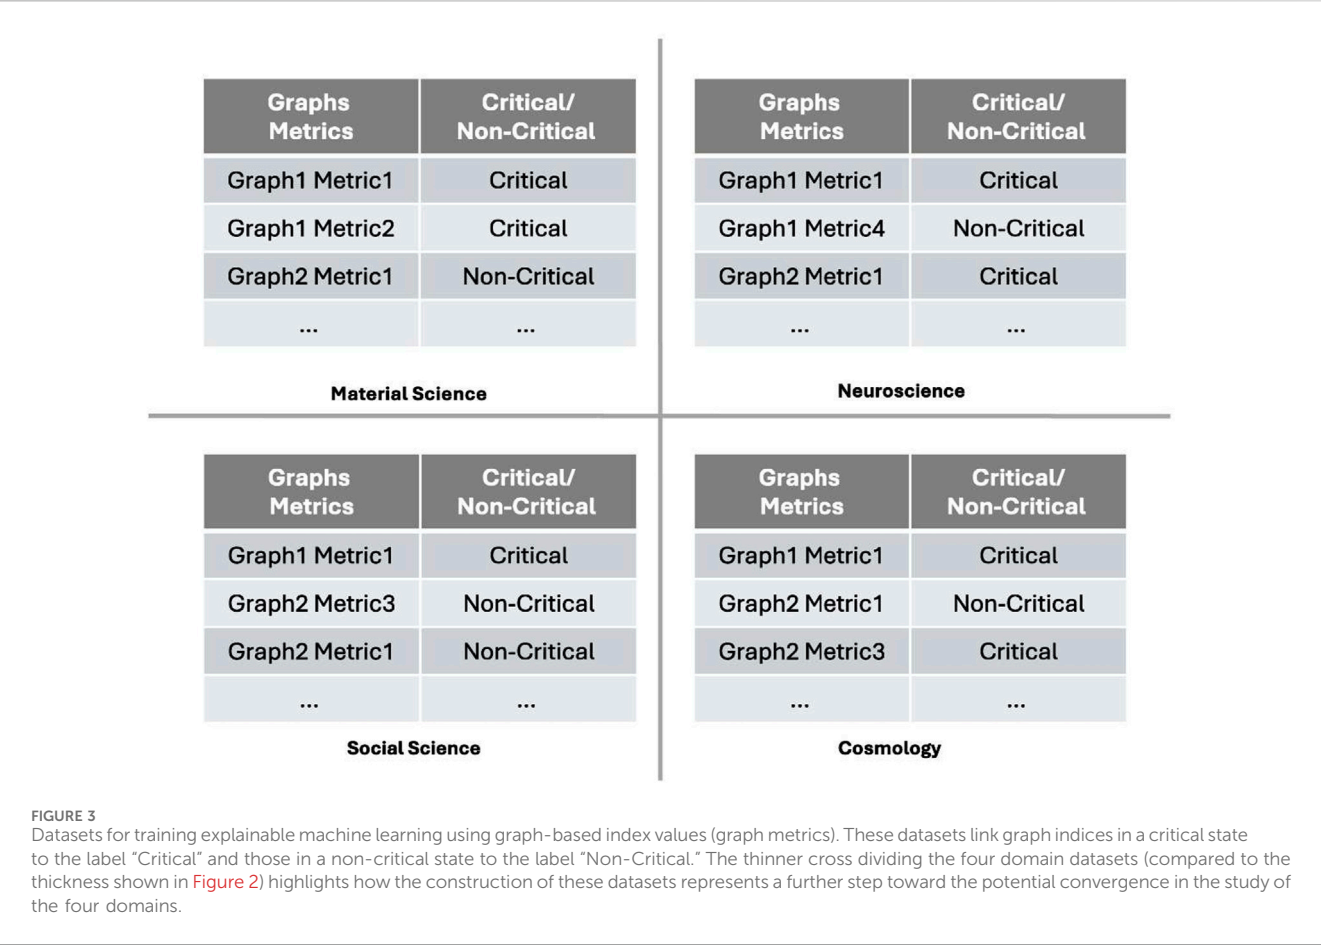 Graphs Metrics | Critical/ Non-Critical
Graph1 Metric1 | Critical
Graph1 Metric2 | Critical
Graph2 Metric1 | Non-Critical
... | ...
Material Science
Graphs Metrics | Critical/ Non-Critical
Graph1 Metric1 | Critical
Graph1 Metric4 | Non-Critical
Graph2 Metric1 | Critical
... | ...
Neuroscience
Graphs Metrics | Critical/ Non-Critical
Graph1 Metric1 | Critical
Graph2 Metric3 | Non-Critical
Graph2 Metric1 | Non-Critical
... | ...
Social Science
Graphs Metrics | Critical/ Non-Critical
Graph1 Metric1 | Critical
Graph2 Metric1 | Non-Critical
Graph2 Metric3 | Critical
... | ...
Cosmology
FIGURE 3
Datasets for training explainable machine learning using graph-based index values (graph metrics). These datasets link graph indices in a critical state
to the label "Critical" and those in a non-critical state to the label "Non-Critical." The thinner cross dividing the four domain datasets (compared to the
thickness shown in Figure 2) highlights how the construction of these datasets represents a further step toward the potential convergence in the study of
the four domains.